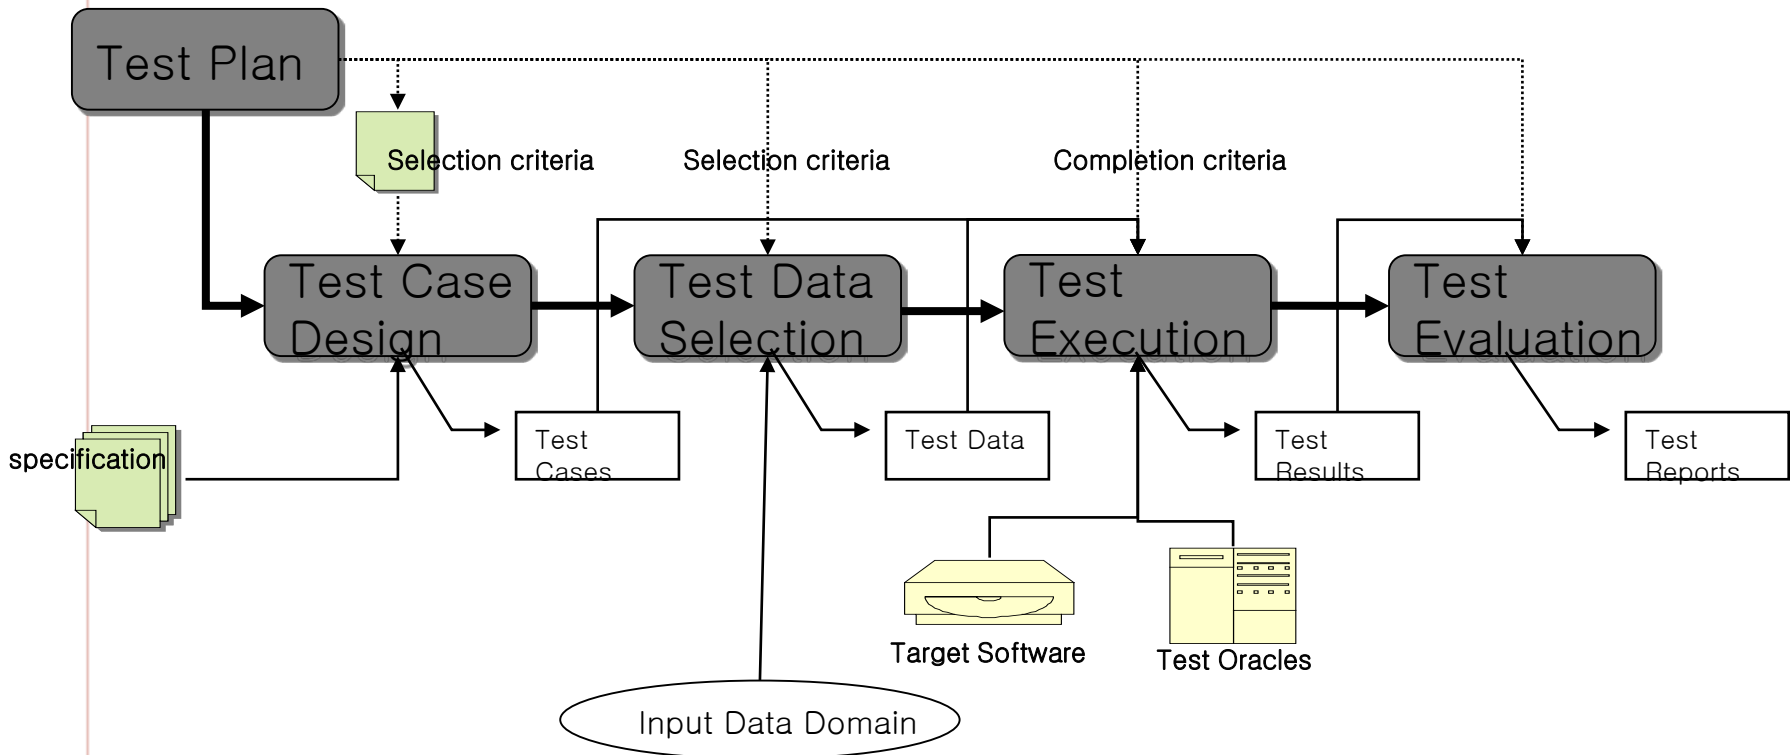 Test Plan
Selection criteria
Selection criteria
Completion criteria
Test Case
Design
Test Data
Selection
Test
Execution
Test
Evaluation
specification
Test
Cases
Test Data
Test
Results
Test
Reports
Target Software
Test Oracles
Input Data Domain